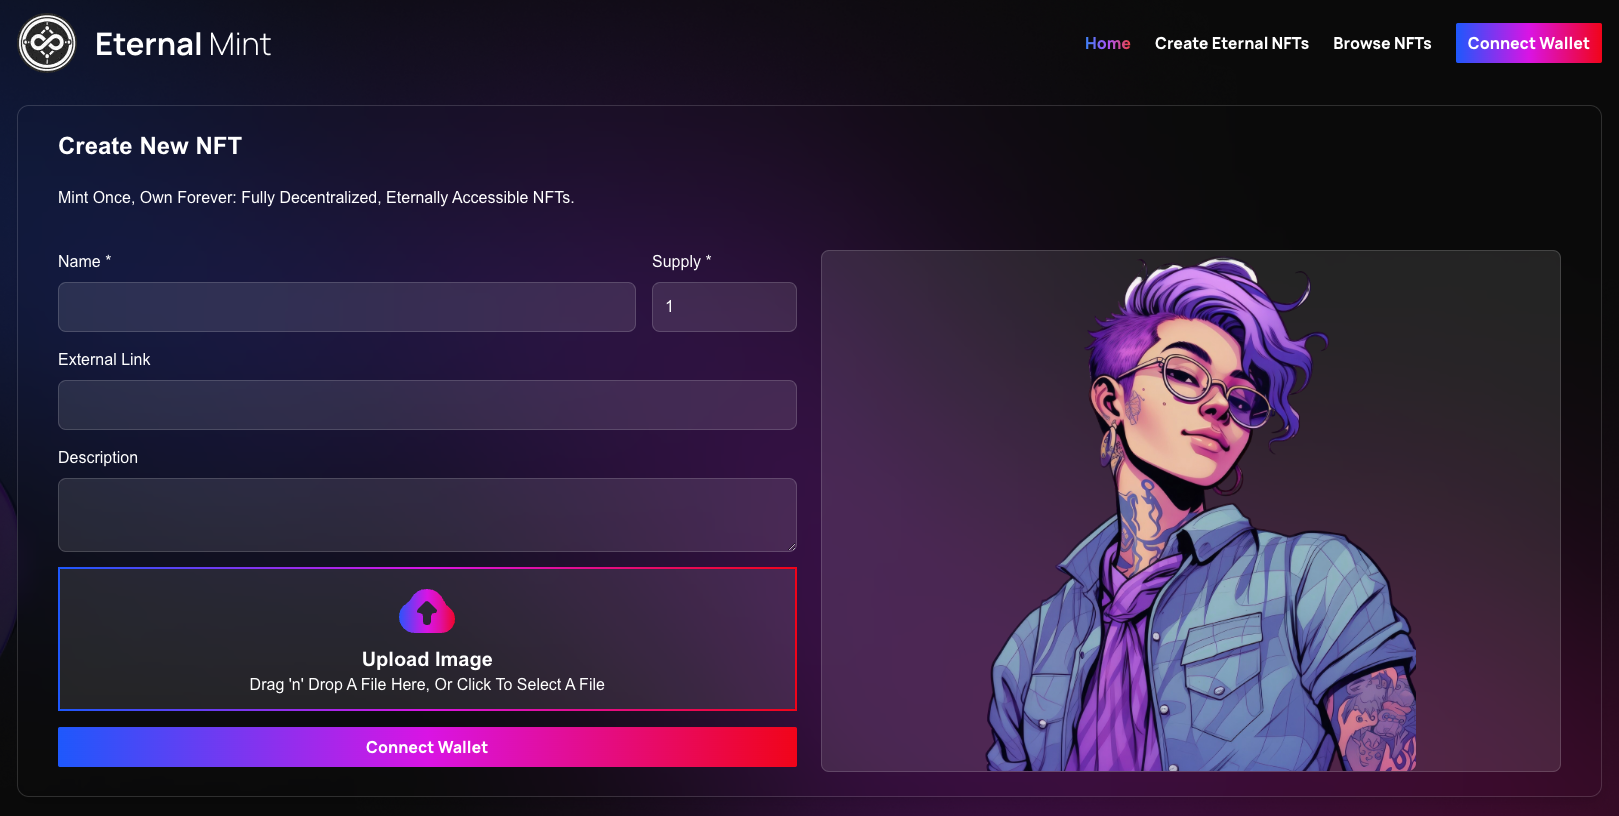 Eternal Mint
Home
Create Eternal NFTs
Browse NFTs
Connect Wallet
Create New NFT
Mint Once, Own Forever: Fully Decentralized, Eternally Accessible NFTs.
Name *
Supply *
1
External Link
Description
Upload Image
Drag 'n' Drop A File Here, Or Click To Select A File
Connect Wallet